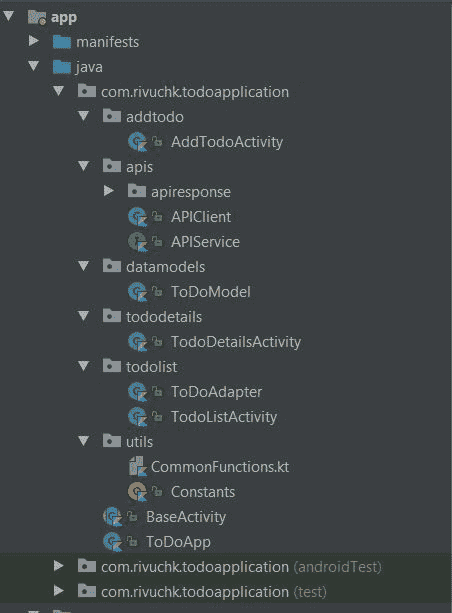 app
manifests
java
com.rivuchk.todoapplication
addtodo
AddTodoActivity
apis
apiresponse
APIClient
APIService
datamodels
ToDoModel
tododetails
TodoDetailsActivity
todolist
ToDoAdapter
TodoListActivity
utils
CommonFunctions.kt
Constants
BaseActivity
ToDoApp
com.rivuchk.todoapplication (androidTest)
com.rivuchk.todoapplication (test)